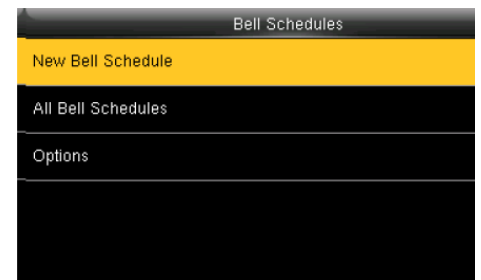 Bell Schedules
New Bell Schedule
All Bell Schedules
Options